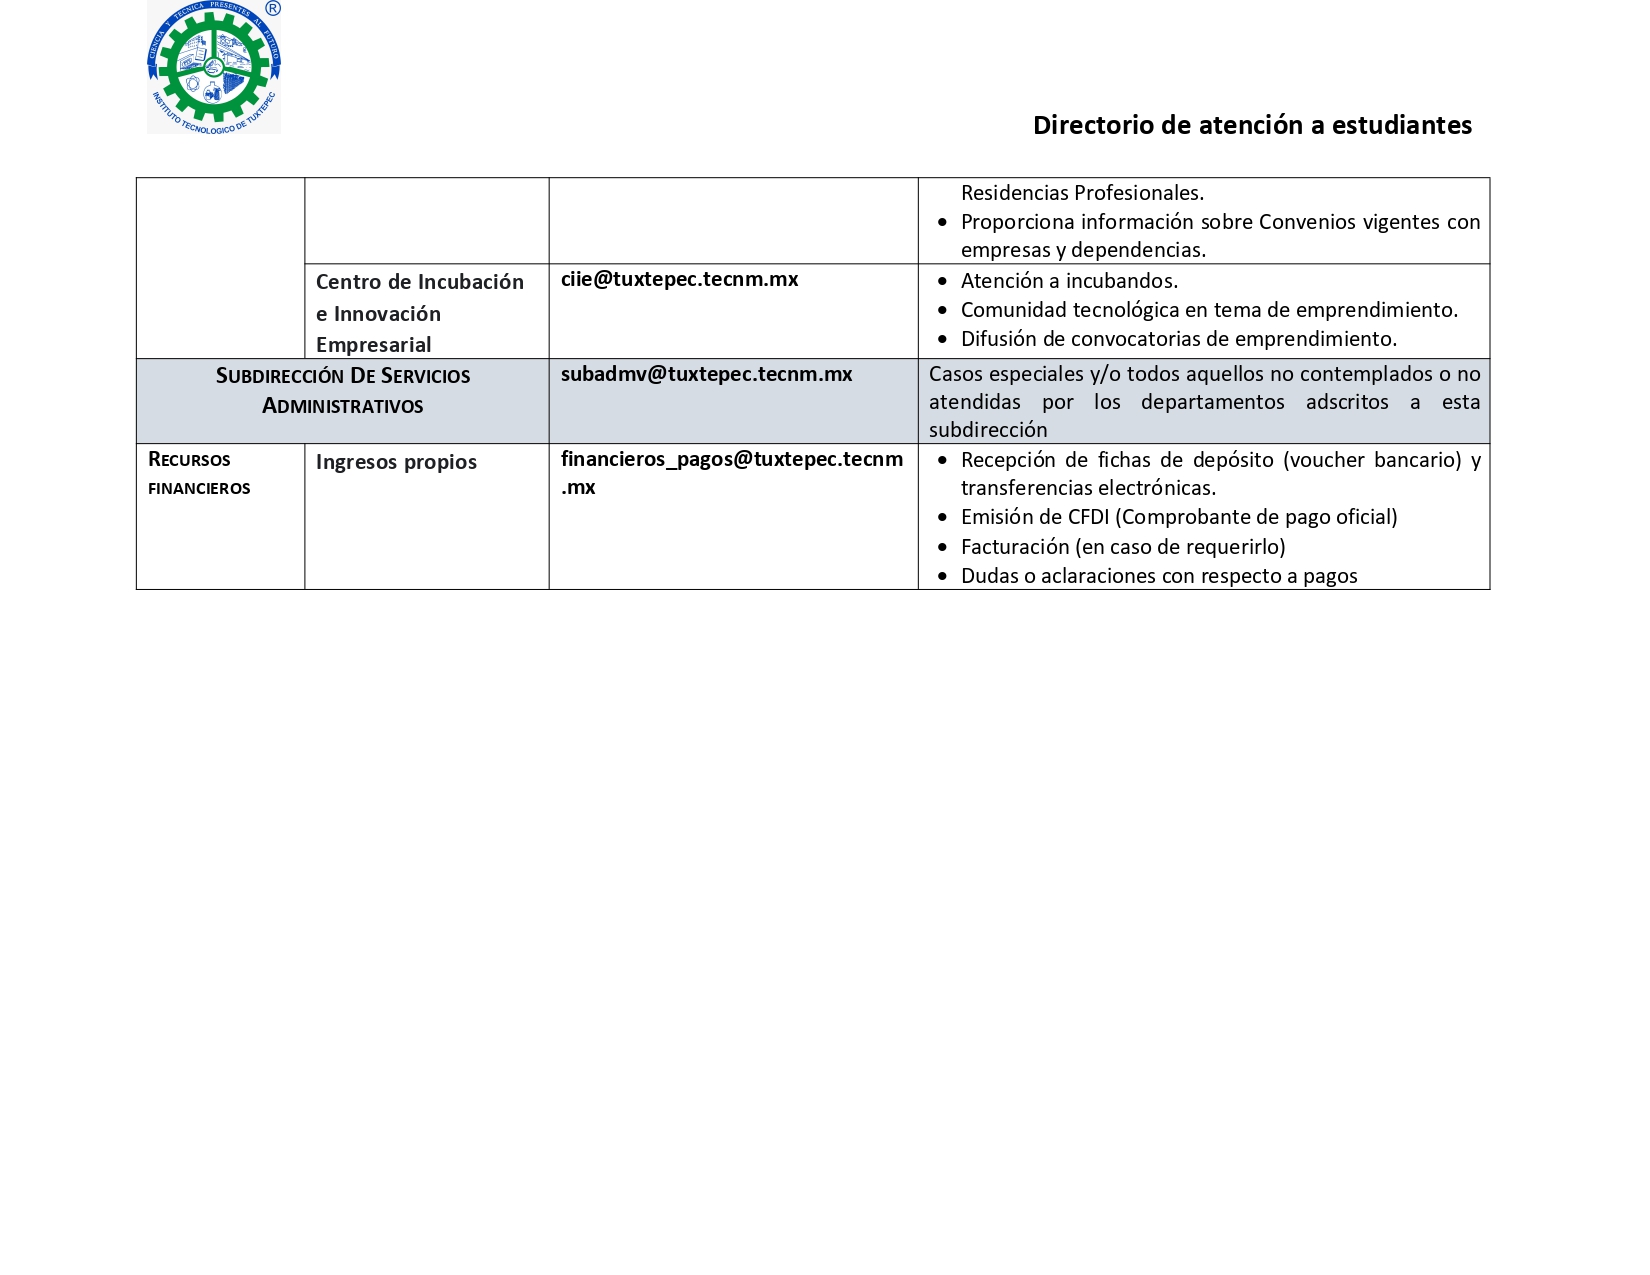 CIENCIA Y TECNICA PRESENTES AL FUTURO
®
INSTITUTO TECNOLOGICO DE TUXTEPEC
Directorio de atención a estudiantes
Residencias Profesionales.
• Proporciona información sobre Convenios vigentes con
empresas y dependencias.
Centro de Incubación
e Innovación
Empresarial
ciie@tuxtepec.tecnm.mx
• Atención a incubandos.
• Comunidad tecnológica en tema de emprendimiento.
• Difusión de convocatorias de emprendimiento.
SUBDIRECCIÓN DE SERVICIOS
ADMINISTRATIVOS
subadmv@tuxtepec.tecnm.mx
Casos especiales y/o todos aquellos no contemplados o no
atendidas por los departamentos adscritos a esta
subdirección
RECURSOS
FINANCIEROS
Ingresos propios
financieros_pagos@tuxtepec.tecnm
.mx
• Recepción de fichas de depósito (voucher bancario) y
transferencias electrónicas.
• Emisión de CFDI (Comprobante de pago oficial)
• Facturación (en caso de requerirlo)
• Dudas o aclaraciones con respecto a pagos